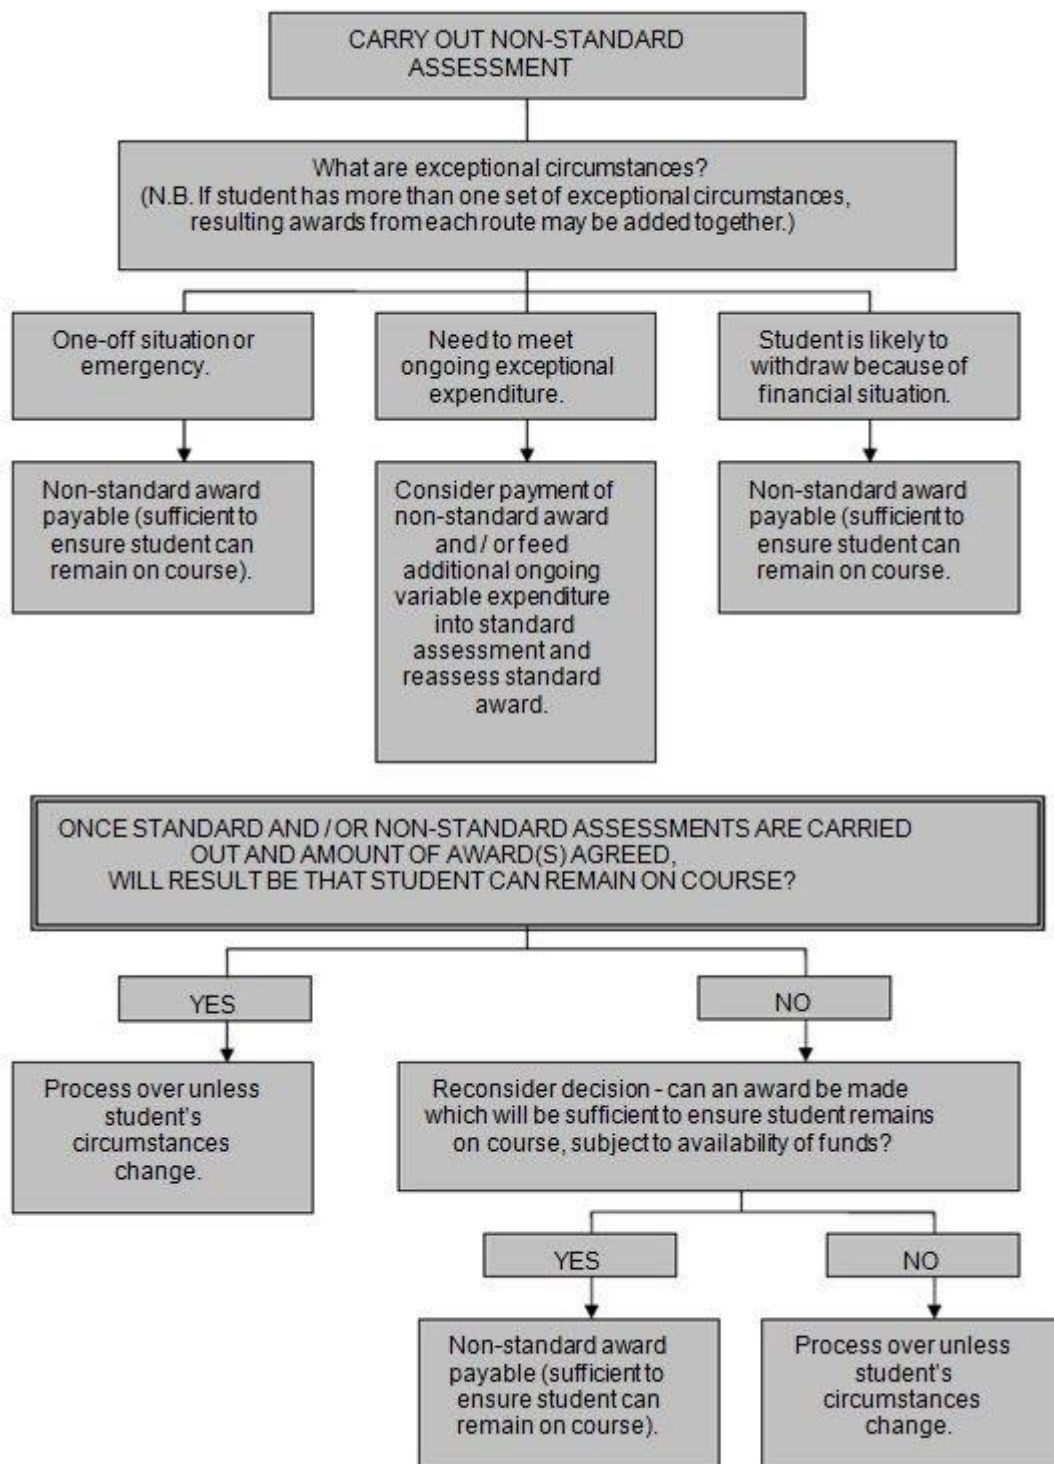 CARRY OUT NON-STANDARD
ASSESSMENT
What are exceptional circumstances?
(N.B. If student has more than one set of exceptional circumstances,
resulting awards from each route may be added together.)
One-off situation or
emergency.
Need to meet
ongoing exceptional
expenditure.
Student is likely to
withdraw because of
financial situation.
Non-standard award
payable (sufficient to
ensure student can
remain on course).
Consider payment of
non-standard award
and / or feed
additional ongoing
variable expenditure
into standard
assessment and
reassess standard
award.
Non-standard award
payable (sufficient to
ensure student can
remain on course.
ONCE STANDARD AND / OR NON-STANDARD ASSESSMENTS ARE CARRIED
OUT AND AMOUNT OF AWARD(S) AGREED,
WILL RESULT BE THAT STUDENT CAN REMAIN ON COURSE?
YES
NO
Process over unless
student's
circumstances
change.
Reconsider decision - can an award be made
which will be sufficient to ensure student remains
on course, subject to availability of funds?
YES
NO
Non-standard award
payable (sufficient to
ensure student can
remain on course).
Process over unless
student's
circumstances
change.